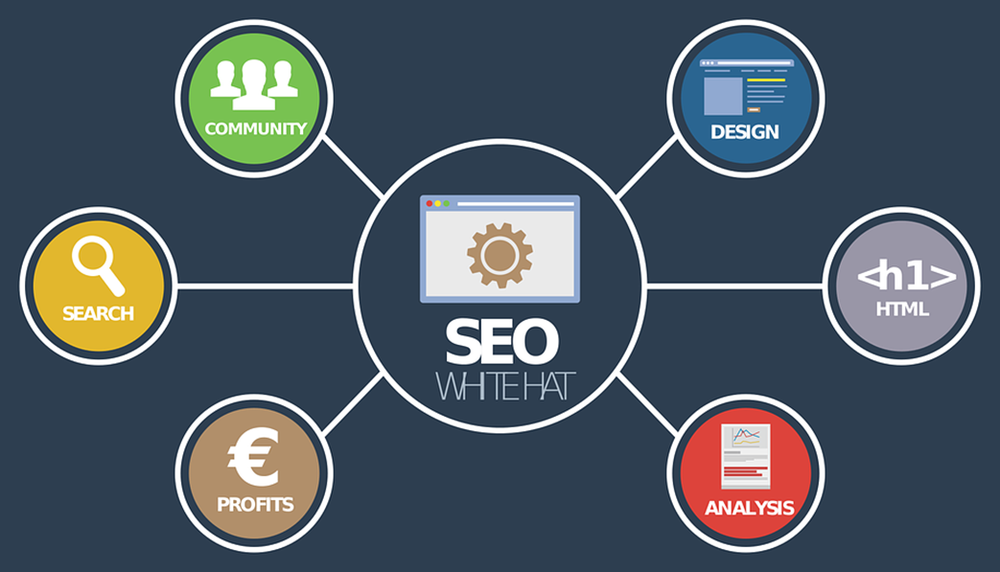 COMMUNITY
DESIGN
SEARCH
SEO
WHITE HAT
<h1>
HTML
€
PROFITS
ANALYSIS